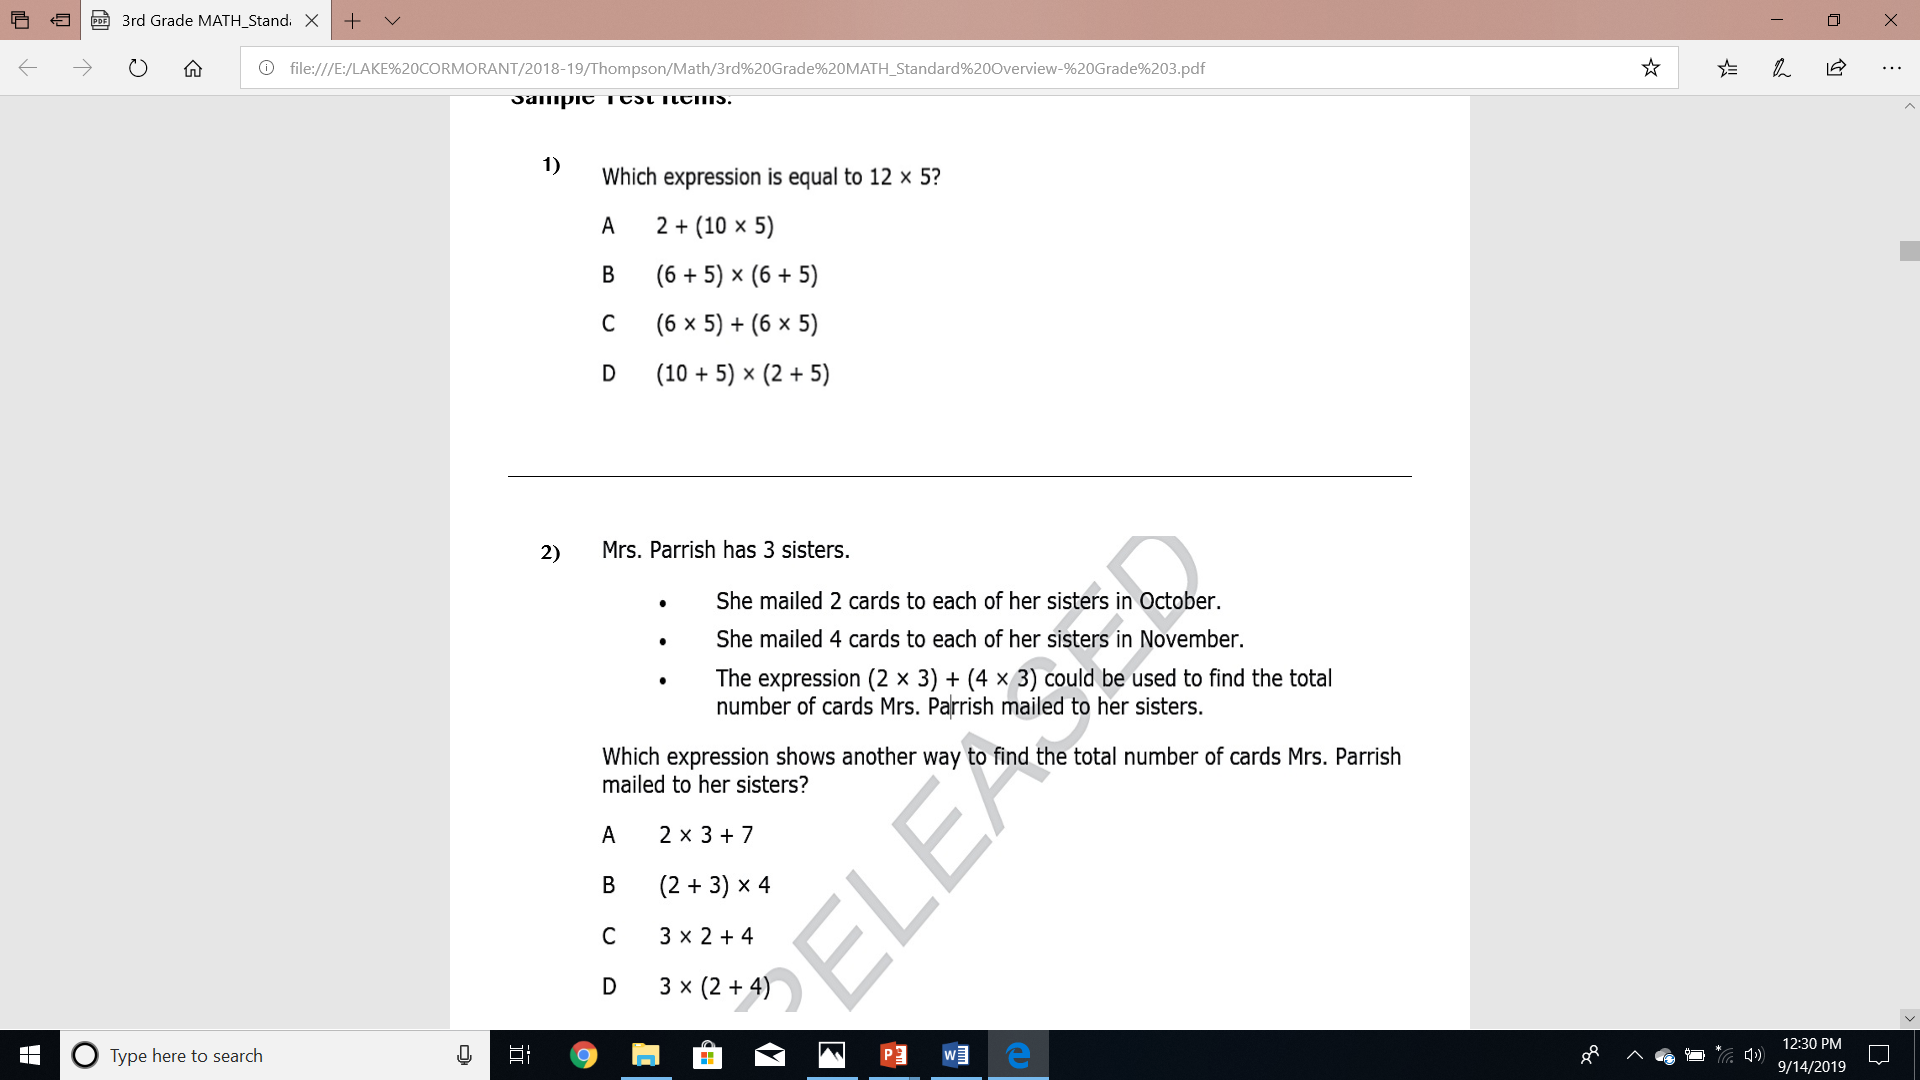 3rd Grade MATH_Standa
file:///E:/LAKE%20CORMORANT/2018-19/Thompson/Math/3rd%20Grade%20MATH_Standard%20Overview-%20Grade%203.pdf
Sample Test Items:
1) Which expression is equal to 12 × 5?
A 2 + (10 × 5)
B (6 + 5) × (6 + 5)
C (6 × 5) + (6 × 5)
D (10 + 5) × (2 + 5)
2) Mrs. Parrish has 3 sisters.
• She mailed 2 cards to each of her sisters in October.
• She mailed 4 cards to each of her sisters in November.
• The expression (2 × 3) + (4 × 3) could be used to find the total
number of cards Mrs. Parrish mailed to her sisters.
Which expression shows another way to find the total number of cards Mrs. Parrish
mailed to her sisters?
A 2 × 3 + 7
B (2 + 3) × 4
C 3 × 2 + 4
D 3 × (2 + 4)
RELEASED
Type here to search
12:30 PM
9/14/2019